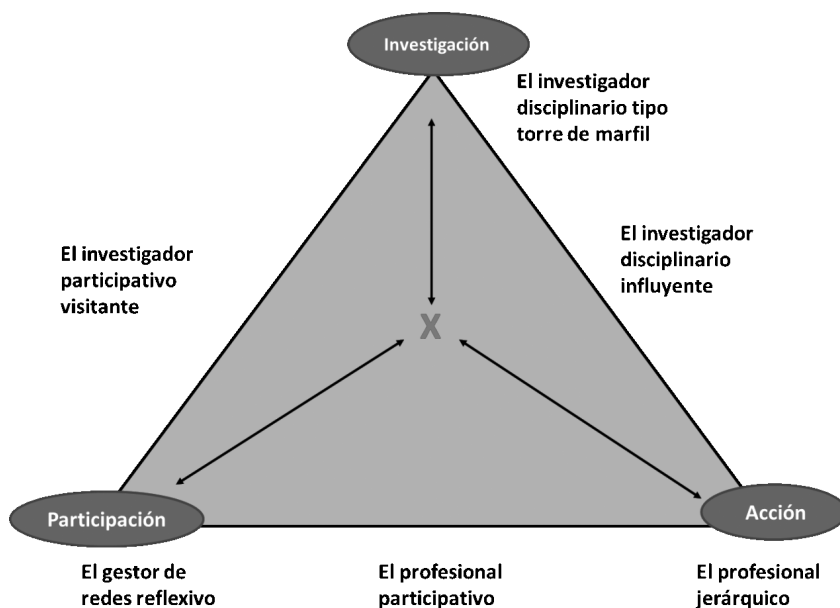 Investigación
El investigador
disciplinario tipo
torre de marfil
El investigador
participativo
visitante
El investigador
disciplinario
influyente
X
Participación
Acción
El gestor de
redes reflexivo
El profesional
participativo
El profesional
jerárquico